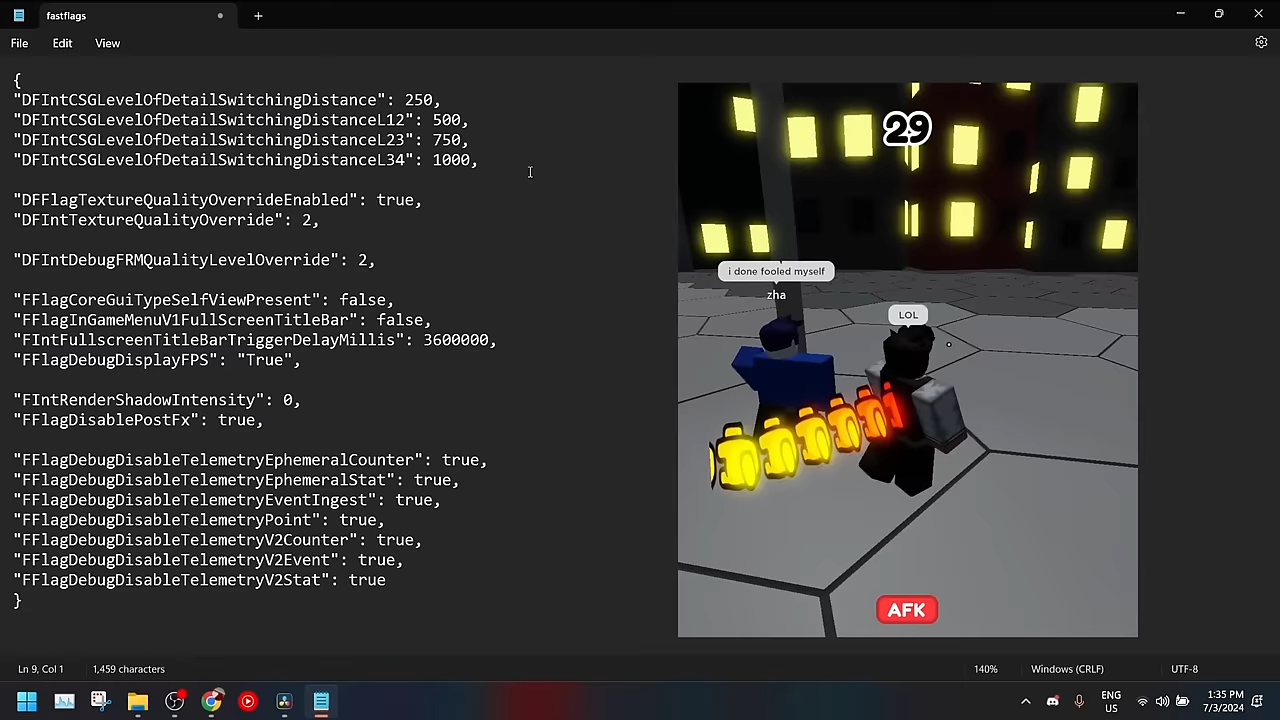 fastflags
File Edit View
{
"DFIntCSGLevelOfDetailSwitchingDistance": 250,
"DFIntCSGLevelOfDetailSwitchingDistanceL12": 500,
"DFIntCSGLevelOfDetailSwitchingDistanceL23": 750,
"DFIntCSGLevelOfDetailSwitchingDistanceL34": 1000,
"DFFlagTextureQualityOverrideEnabled": true,
"DFIntTextureQualityOverride": 2,
"DFIntDebugFRMQualityLevelOverride": 2,
"FFlagCoreGuiTypeSelfViewPresent": false,
"FFlagInGameMenuV1FullScreenTitleBar": false,
"FIntFullscreenTitleBarTriggerDelayMillis": 3600000,
"FFlagDebugDisplayFPS": "True",
"FIntRenderShadowIntensity": 0,
"FFlagDisablePostFx": true,
"FFlagDebugDisableTelemetryEphemeralCounter": true,
"FFlagDebugDisableTelemetryEphemeralStat": true,
"FFlagDebugDisableTelemetryEventIngest": true,
"FFlagDebugDisableTelemetryPoint": true,
"FFlagDebugDisableTelemetryV2Counter": true,
"FFlagDebugDisableTelemetryV2Event": true,
"FFlagDebugDisableTelemetryV2Stat": true
}
29
i done fooled myself
zha
LOL
AFK
Ln 9, Col 1 1,459 characters 140% Windows (CRLF) UTF-8
ENG
US
1:35 PM
7/3/2024